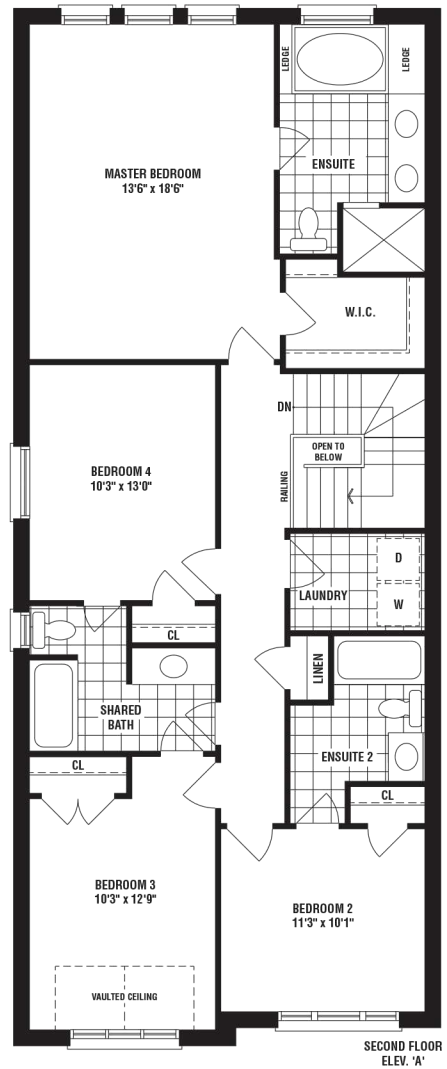 LEDGE
LEDGE
ENSUITE
MASTER BEDROOM
13'6" x 18'6"
W.I.C.
DN
OPEN TO
BELOW
RAILING
BEDROOM 4
10'3" x 13'0"
D
LAUNDRY
W
CL
LINEN
SHARED
BATH
ENSUITE 2
CL
CL
BEDROOM 3
10'3" x 12'9"
BEDROOM 2
11'3" x 10'1"
VAULTED CEILING
SECOND FLOOR
ELEV. 'A'